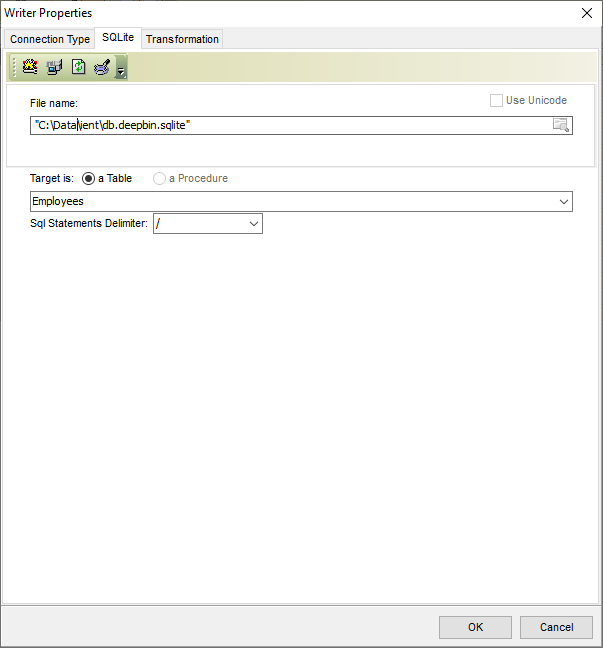 Writer Properties
Connection Type SQLite Transformation
File name: Use Unicode
"C:\Data\ient\db.deepbin.sqlite"
Target is: a Table a Procedure
Employees
Sql Statements Delimiter: /
OK Cancel